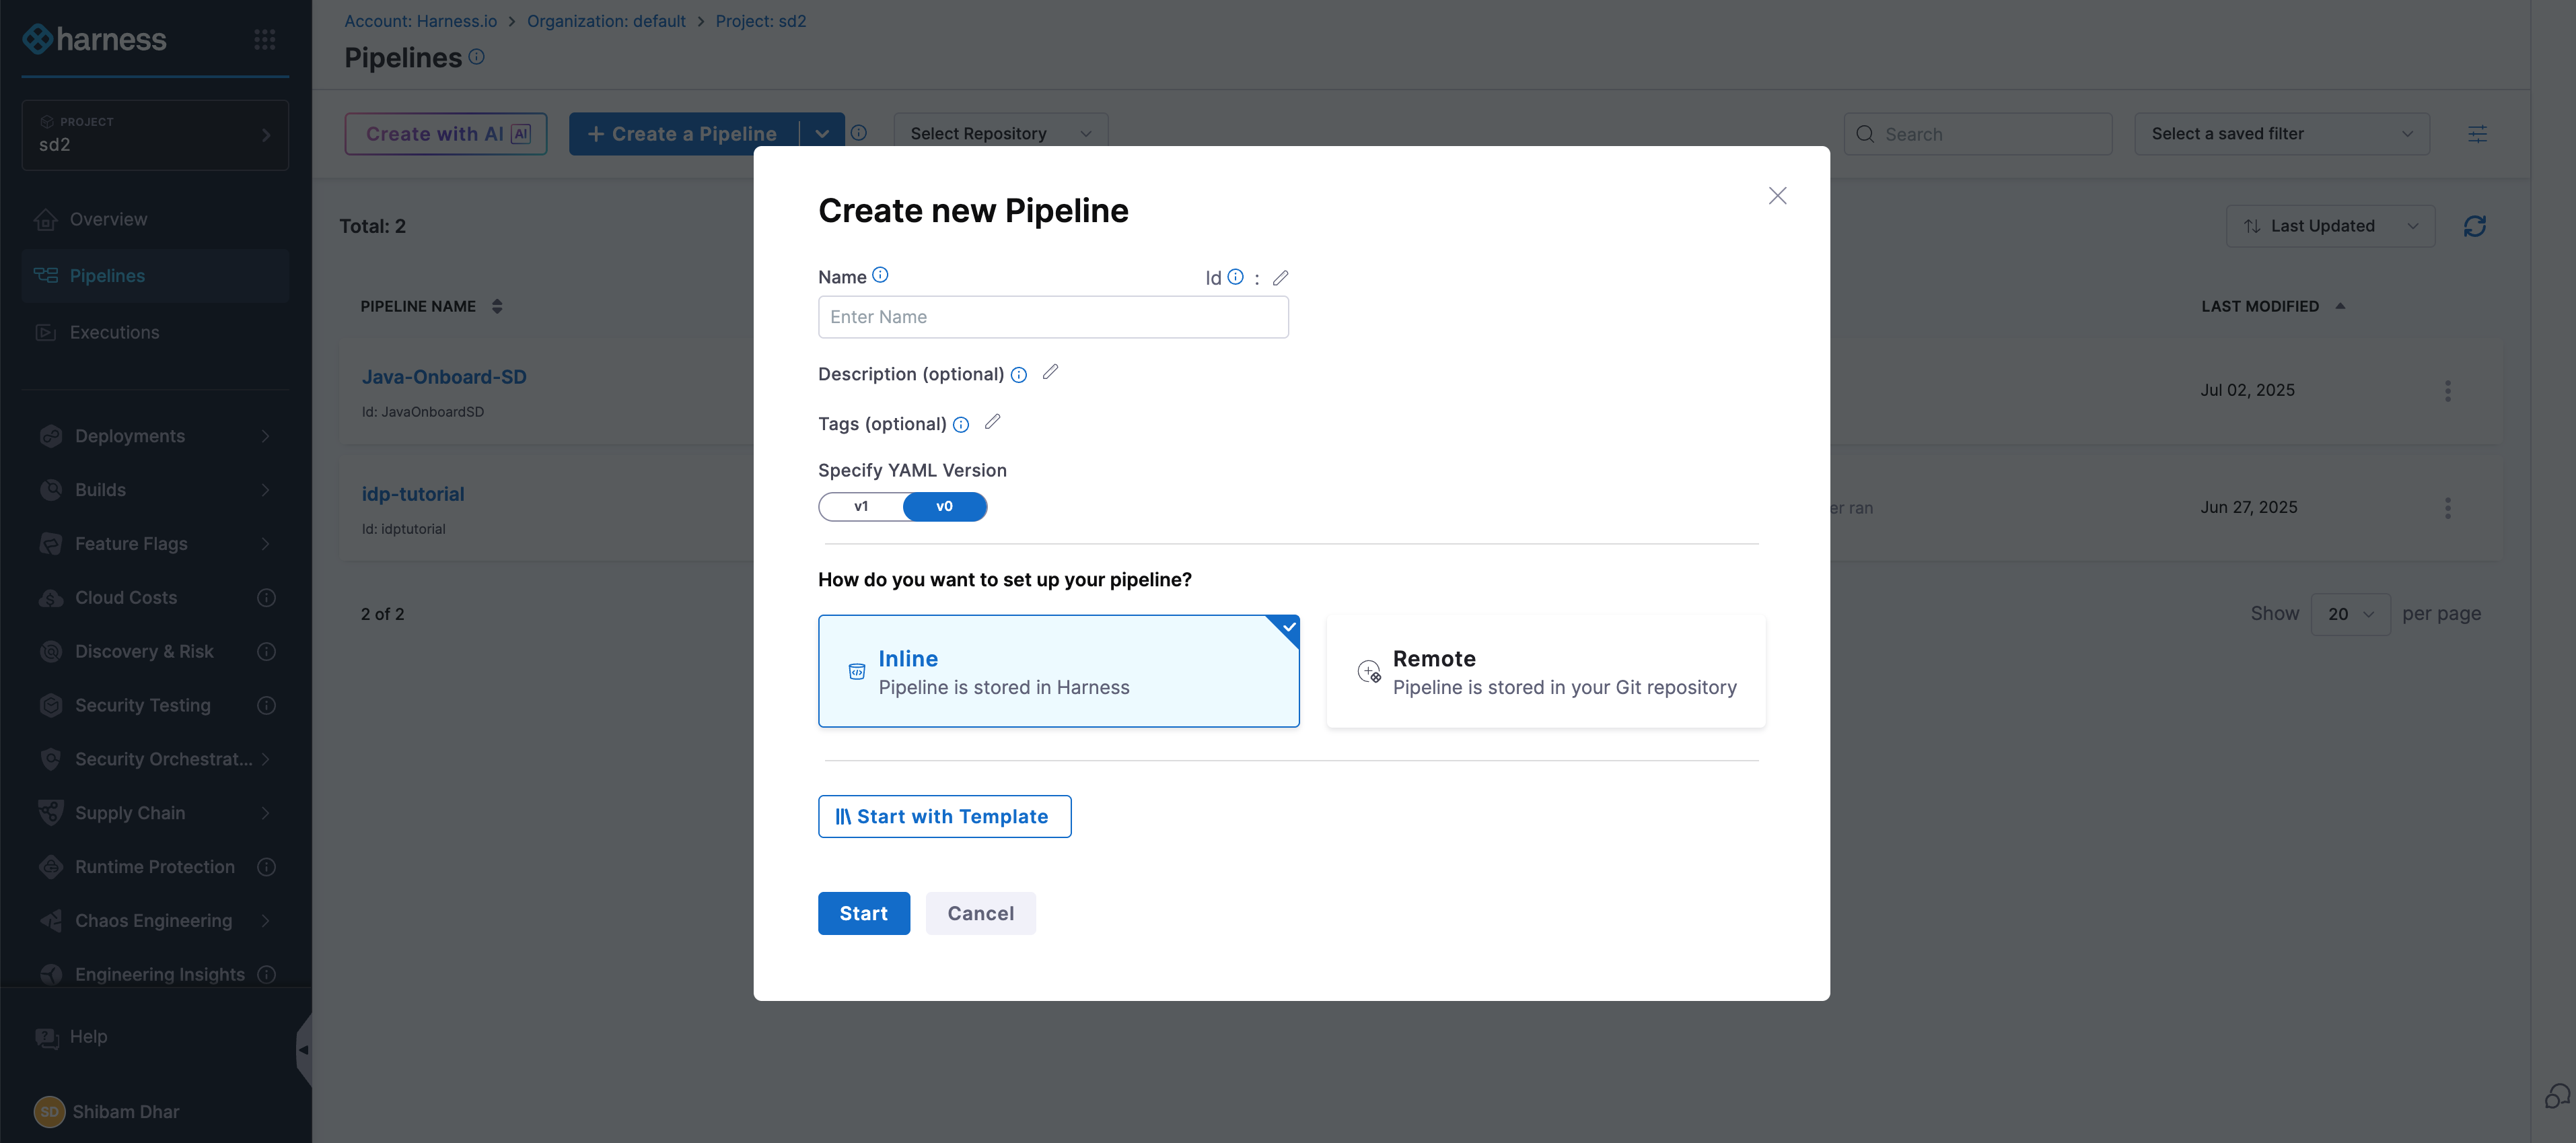 harness
PROJECT
sd2
Overview
Pipelines
Executions
Deployments
Builds
Feature Flags
Cloud Costs
Discovery & Risk
Security Testing
Security Orchestrat...
Supply Chain
Runtime Protection
Chaos Engineering
Engineering Insights
Help
SD Shibam Dhar
Account: Harness.io > Organization: default > Project: sd2
Pipelines
Create with AI AI
+ Create a Pipeline
Select Repository
Search
Select a saved filter
Total: 2
Last Updated
PIPELINE NAME
LAST MODIFIED
Java-Onboard-SD
Id: JavaOnboardSD
Jul 02, 2025
idp-tutorial
Id: idptutorial
er ran
Jun 27, 2025
2 of 2
Show 20 per page
Create new Pipeline
Name
Id :
Enter Name
Description (optional)
Tags (optional)
Specify YAML Version
v1 v0
How do you want to set up your pipeline?
Inline
Pipeline is stored in Harness
Remote
Pipeline is stored in your Git repository
Start with Template
Start
Cancel